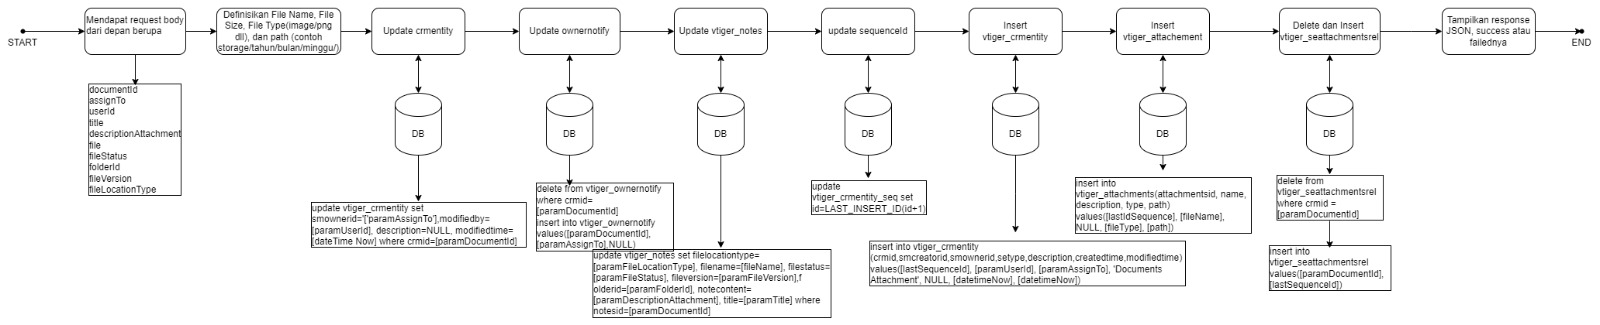 START
Mendapat request body
dari depan berupa
Definisikan File Name, File
Size, File Type(image/png
dll), dan path (contoh
storage/tahun/bulan/minggu/)
Update crmentity
Update ownernotify
Update vtiger_notes
update sequenceId
Insert
vtiger_crmentity
Insert
vtiger_attachement
Delete dan Insert
vtiger_seattachmentsrel
Tampilkan response
JSON, success atau
failednya
END
documentId
assignTo
userId
title
descriptionAttachment
file
fileStatus
folderId
fileVersion
fileLocationType
DB
DB
DB
DB
DB
DB
DB
update vtiger_crmentity set
smownerid='['paramAssignTo'],modifiedby=
[paramUserId], description=NULL, modifiedtime=
[dateTime Now] where crmid=[paramDocumentId]
delete from vtiger_ownernotify
where crmid=
[paramDocumentId]
insert into vtiger_ownernotify
values([paramDocumentId],
[paramAssignTo],NULL)
update vtiger_notes set filelocationtype=
[paramFileLocationType], filename=[fileName], filestatus=
[paramFileStatus], fileversion=[paramFileVersion],f
olderid=[paramFolderId], notecontent=
[paramDescriptionAttachment], title=[paramTitle] where
notesid=[paramDocumentId]
update
vtiger_crmentity_seq set
id=LAST_INSERT_ID(id+1)
insert into vtiger_crmentity
(crmid,smcreatorid,smownerid,setype,description,createdtime,modifiedtime)
values([lastSequenceId], [paramUserId], [paramAssignTo], 'Documents
Attachment', NULL, [datetimeNow], [datetimeNow])
insert into
vtiger_attachments(attachmentsid, name,
description, type, path)
values([lastIdSequence], [fileName],
NULL, [fileType], [path])
delete from
vtiger_seattachmentsrel
where crmid =
[paramDocumentId]
insert into
vtiger_seattachmentsrel
values([paramDocumentId],
[lastSequenceId])